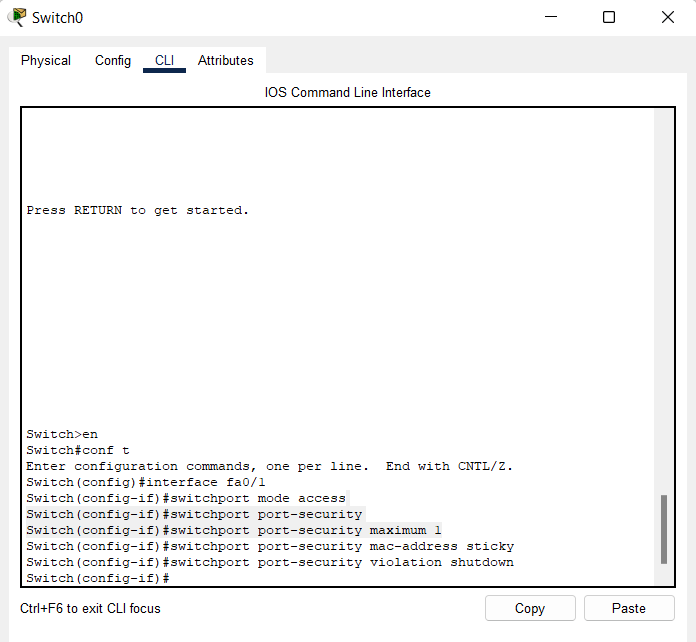 Switch0
Physical Config CLI Attributes
IOS Command Line Interface
Press RETURN to get started.
Switch>en
Switch#conf t
Enter configuration commands, one per line.  End with CNTL/Z.
Switch(config)#interface fa0/1
Switch(config-if)#switchport mode access
Switch(config-if)#switchport port-security
Switch(config-if)#switchport port-security maximum 1
Switch(config-if)#switchport port-security mac-address sticky
Switch(config-if)#switchport port-security violation shutdown
Switch(config-if)#
Ctrl+F6 to exit CLI focus
Copy Paste